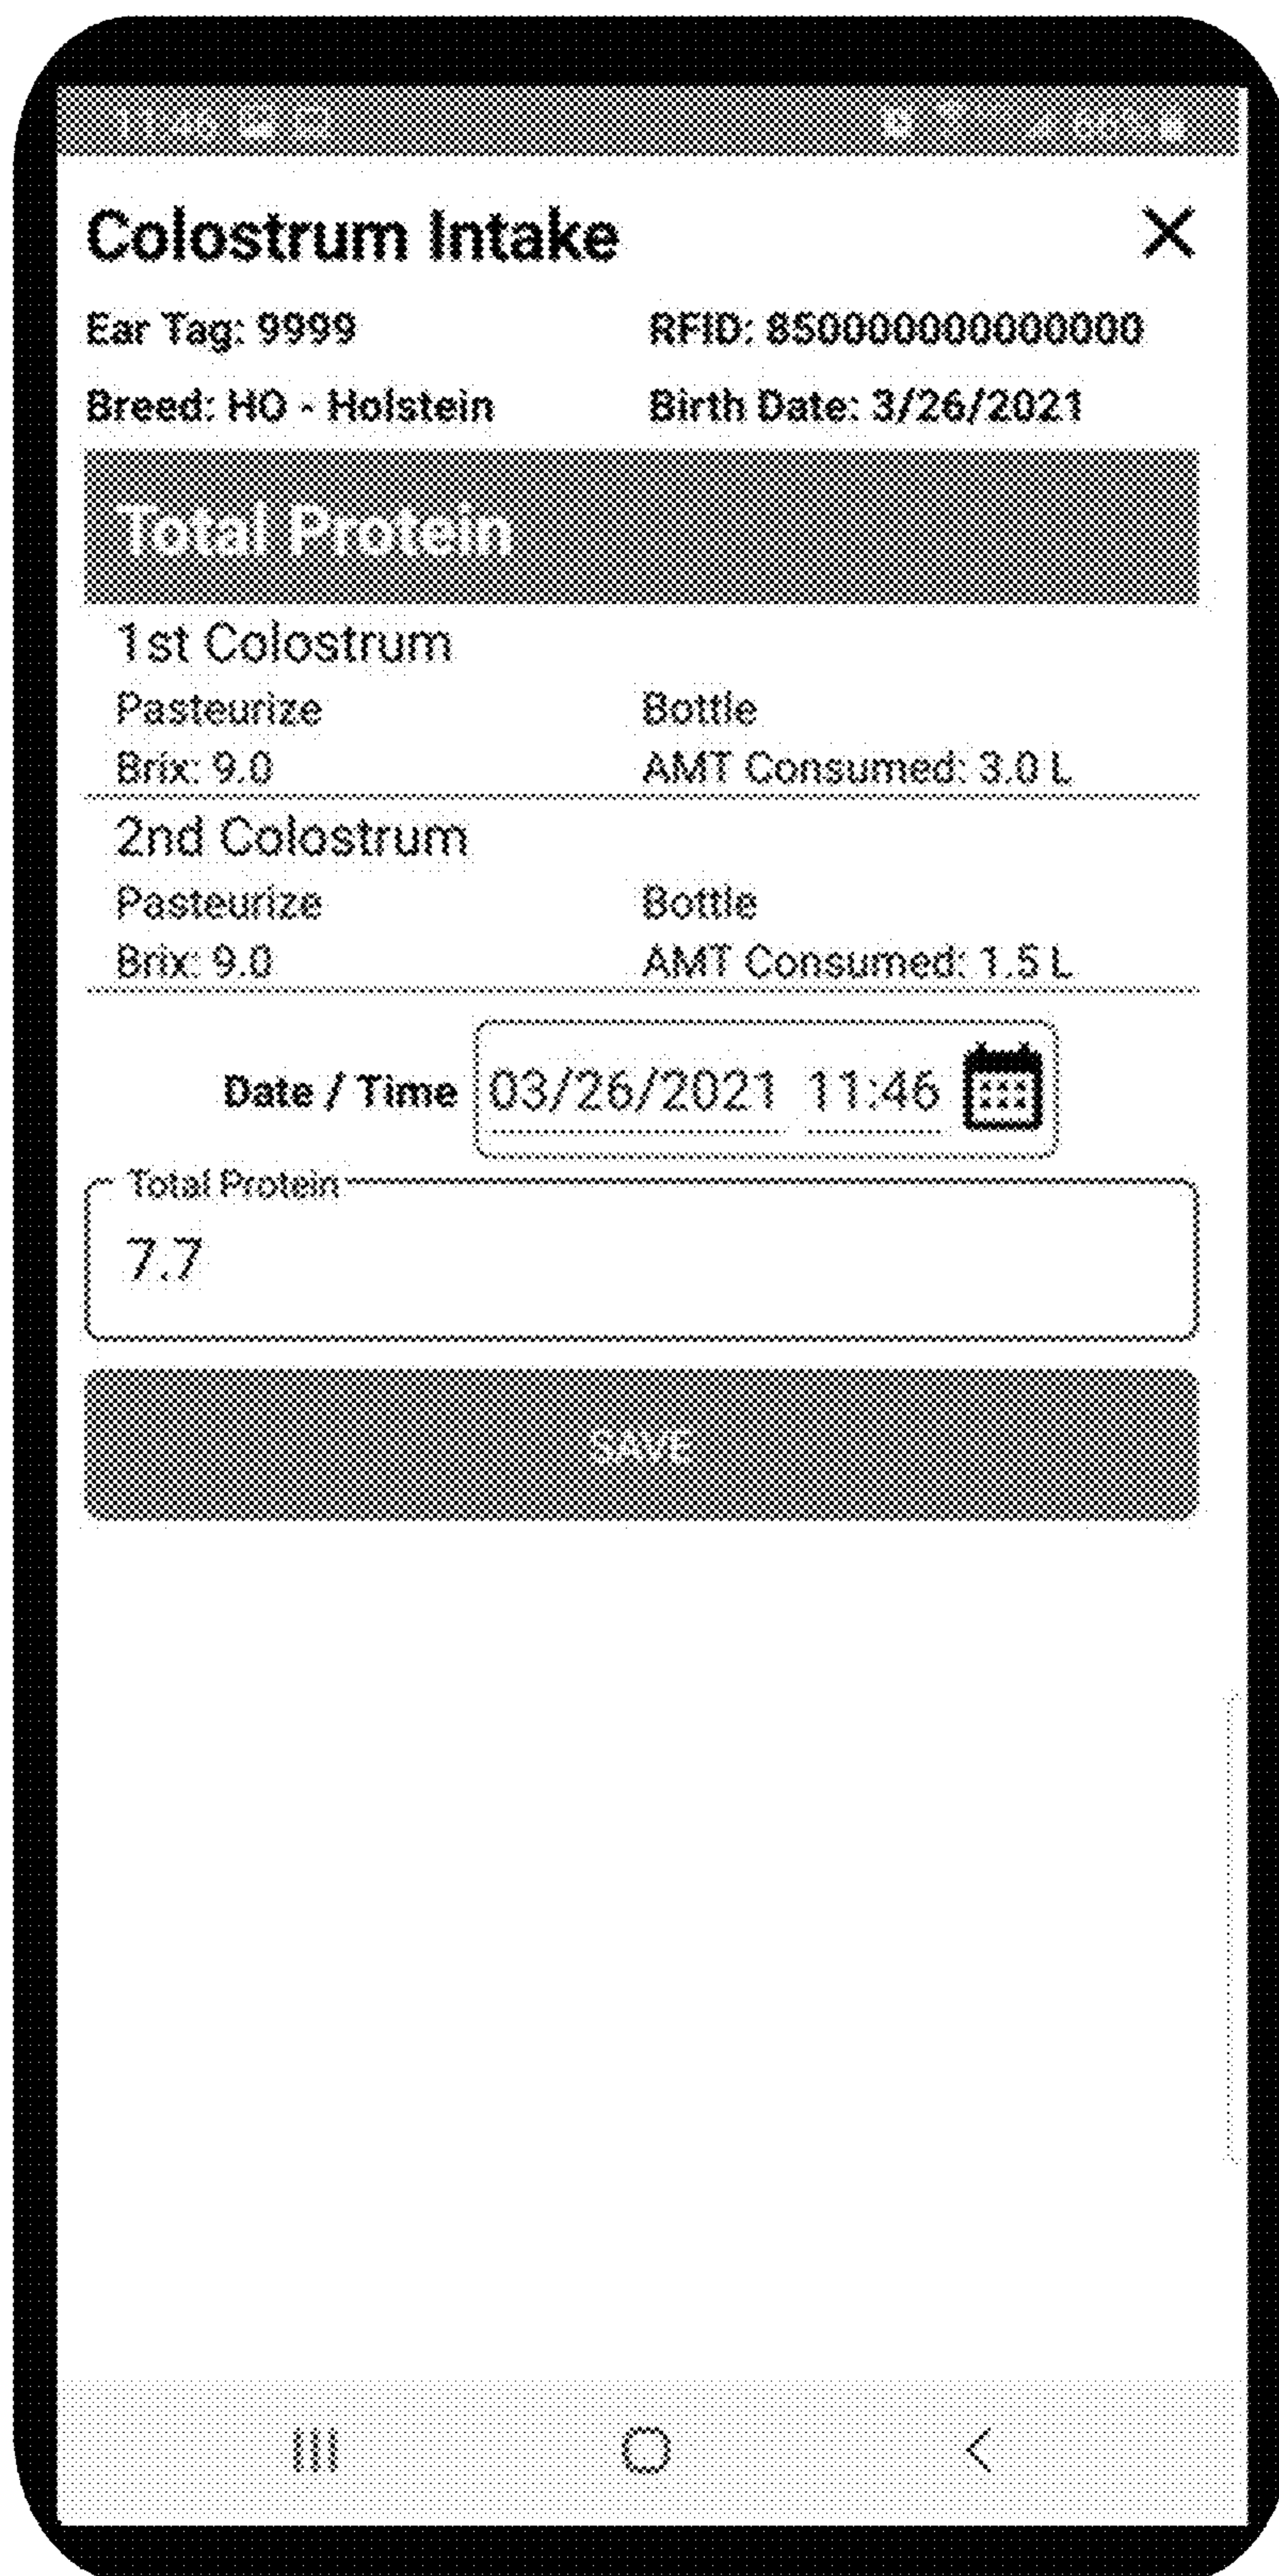 11:46
Colostrum Intake
Ear Tag: 9999 RFID: 850000000000000
Breed: HO - Holstein Birth Date: 3/26/2021
Total Protein
1st Colostrum
Pasteurize Bottle
Brix: 9.0 AMT Consumed: 3.0 L
2nd Colostrum
Pasteurize Bottle
Brix: 9.0 AMT Consumed: 1.5 L
Date / Time 03/26/2021 11:46
Total Protein
7.7
SAVE